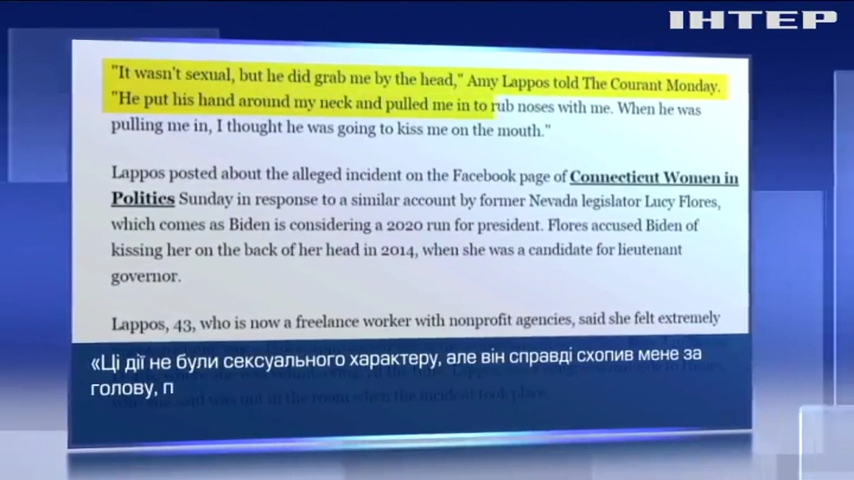 ІНТЕР
"It wasn't sexual, but he did grab me by the head," Amy Lappos told The Courant Monday.
"He put his hand around my neck and pulled me in to rub noses with me. When he was
pulling me in, I thought he was going to kiss me on the mouth."
Lappos posted about the alleged incident on the Facebook page of Connecticut Women in
Politics Sunday in response to a similar account by former Nevada legislator Lucy Flores,
which comes as Biden is considering a 2020 run for president. Flores accused Biden of
kissing her on the back of her head in 2014, when she was a candidate for lieutenant
governor.
Lappos, 43, who is now a freelance worker with nonprofit agencies, said she felt extremely
«Ці дії не були сексуального характеру, але він справді схопив мене за
голову, п